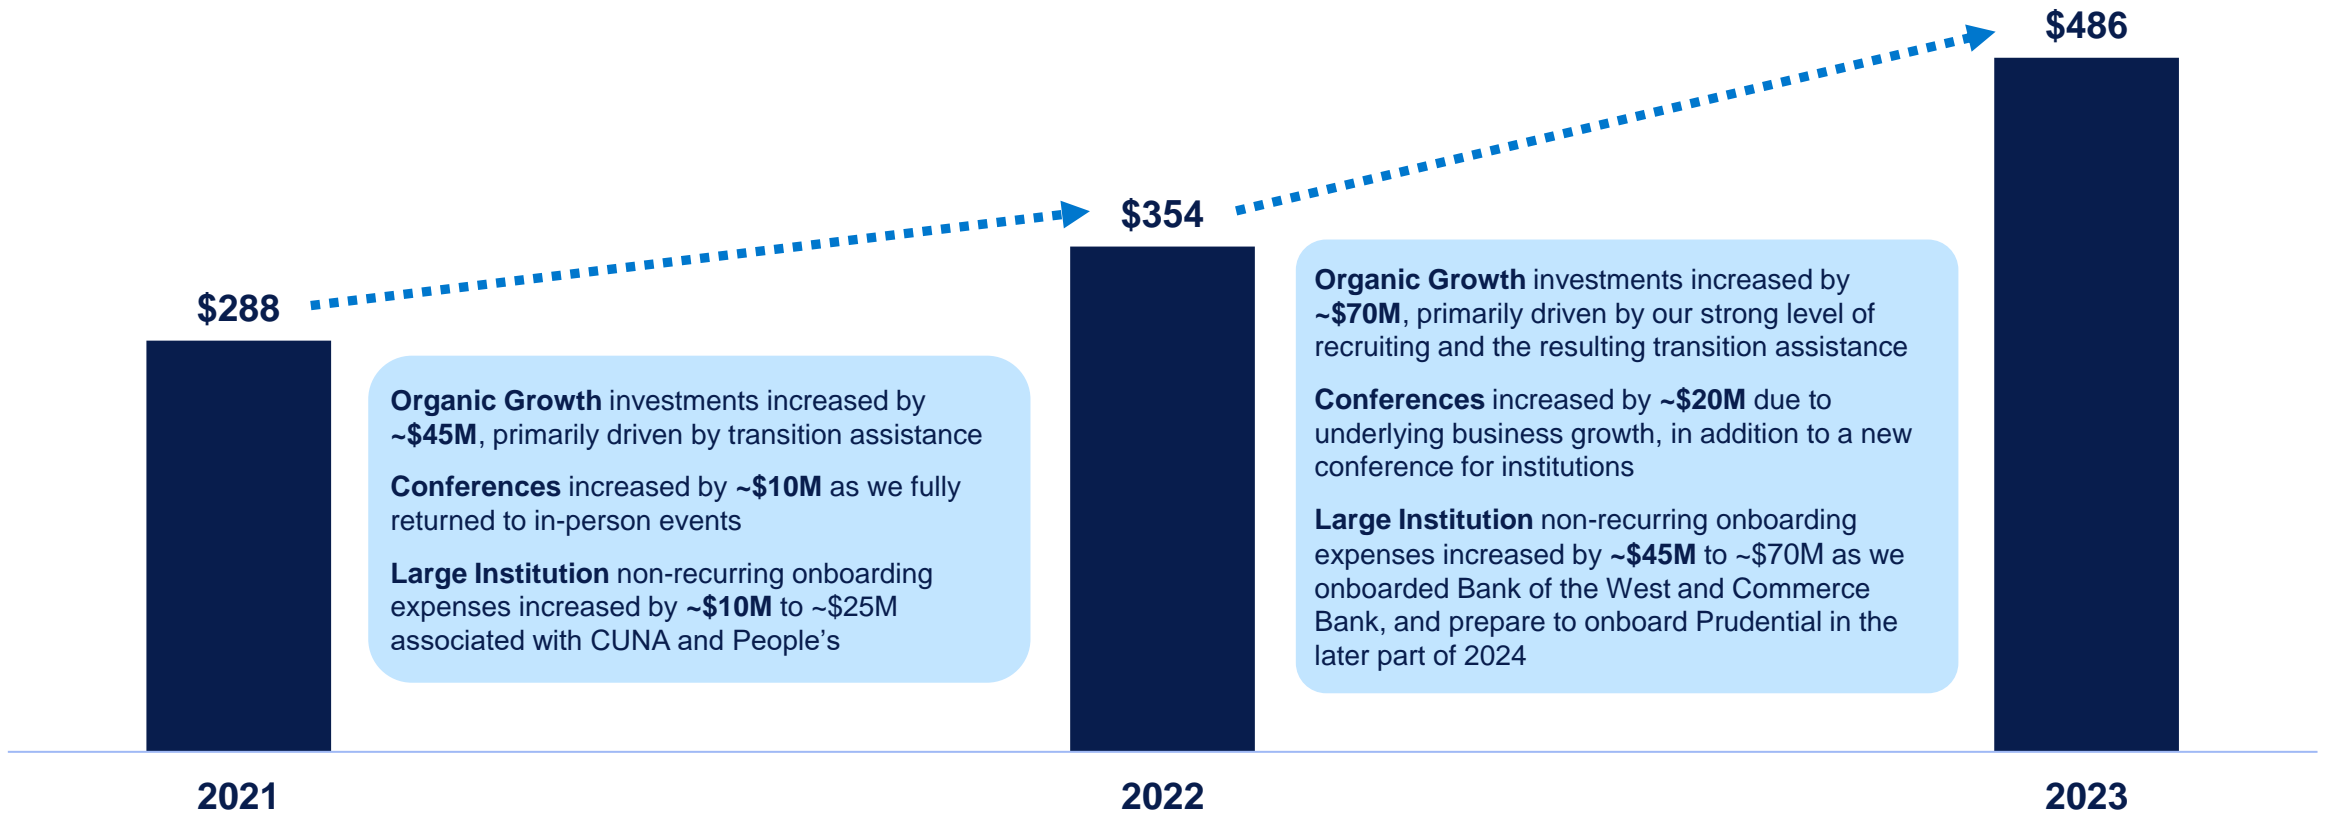 $486
$354
$288
Organic Growth investments increased by
~$45M, primarily driven by transition assistance
Conferences increased by ~$10M as we fully
returned to in-person events
Large Institution non-recurring onboarding
expenses increased by ~$10M to ~$25M
associated with CUNA and People’s
Organic Growth investments increased by
~$70M, primarily driven by our strong level of
recruiting and the resulting transition assistance
Conferences increased by ~$20M due to
underlying business growth, in addition to a new
conference for institutions
Large Institution non-recurring onboarding
expenses increased by ~$45M to ~$70M as we
onboarded Bank of the West and Commerce
Bank, and prepare to onboard Prudential in the
later part of 2024
2021
2022
2023